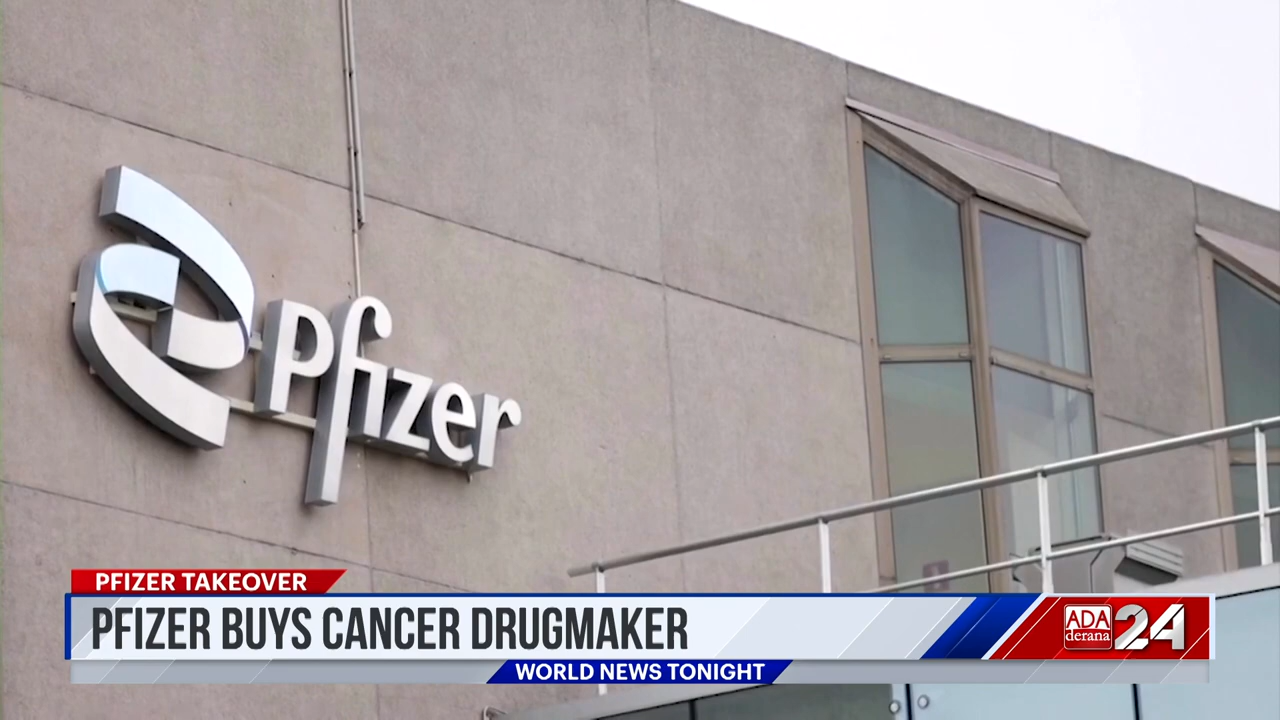 Pfizer
PFIZER TAKEOVER
PFIZER BUYS CANCER DRUGMAKER
ADA
derana
24
WORLD NEWS TONIGHT